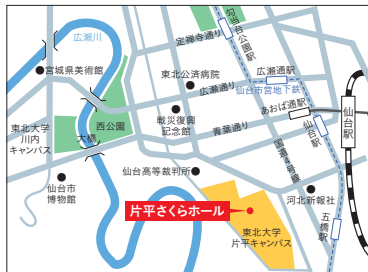 広瀬川
定禅寺通り
勾当台公園駅
宮城県美術館
東北公済病院
広瀬通駅
広瀬通り
仙台市営地下鉄
あおば通駅
仙台駅
西公園
戦災復興
記念館
青葉通り
仙台駅
東北大学
川内
キャンパス
大橋
国道4号線
仙台市
博物館
仙台高等裁判所
河北新報社
片平さくらホール
東北大学
片平キャンパス
五橋駅